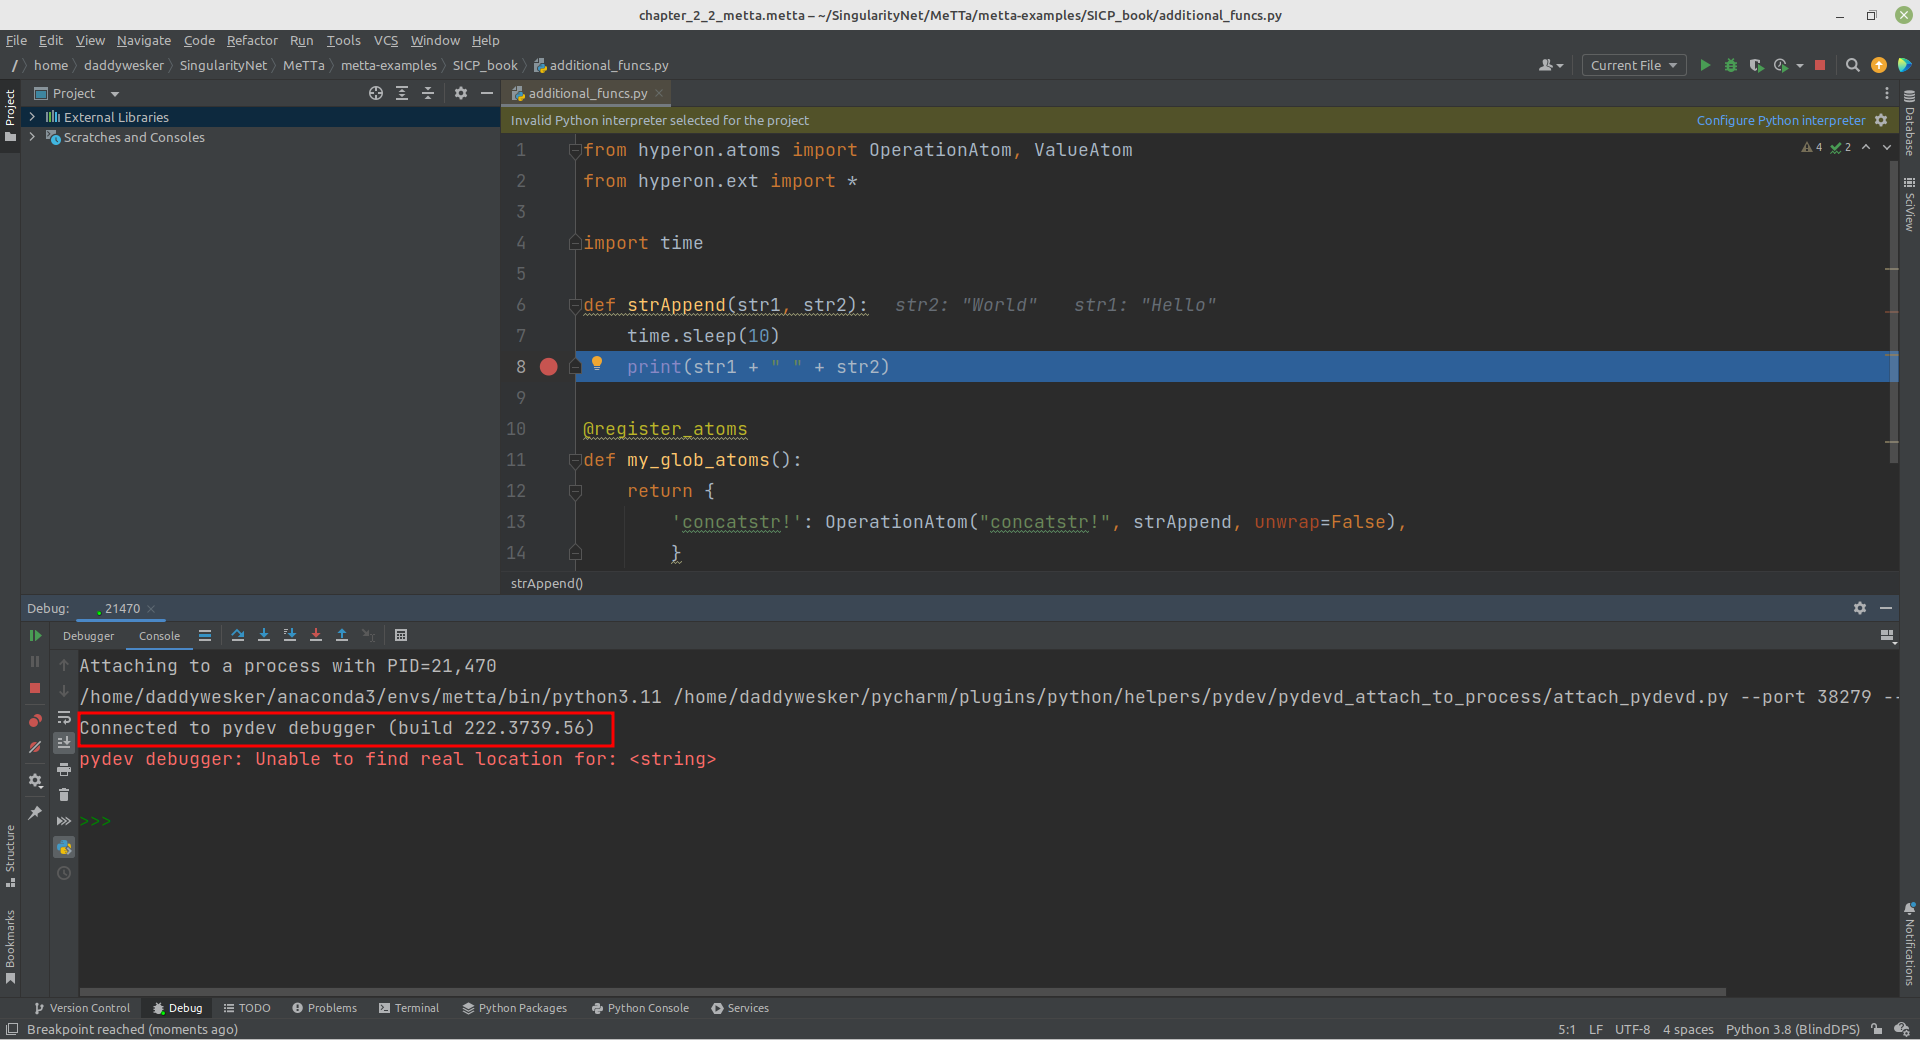 chapter_2_2_metta.metta – ~/SingularityNet/MeTTa/metta-examples/SICP_book/additional_funcs.py
File Edit View Navigate Code Refactor Run Tools VCS Window Help
/ home daddywesker SingularityNet MeTTa metta-examples SICP_book additional_funcs.py
Current File
Project
Project
External Libraries
Scratches and Consoles
additional_funcs.py
Invalid Python interpreter selected for the project
Configure Python interpreter
4 2
1 from hyperon.atoms import OperationAtom, ValueAtom
2 from hyperon.ext import *
3
4 import time
5
6 def strAppend(str1, str2): str2: "World" str1: "Hello"
7 time.sleep(10)
8 print(str1 + " " + str2)
9
10 @register_atoms
11 def my_glob_atoms():
12 return {
13 'concatstr!': OperationAtom("concatstr!", strAppend, unwrap=False),
14 }
strAppend()
Database
SciView
Debug: 21470
Debugger Console
Attaching to a process with PID=21,470
/home/daddywesker/anaconda3/envs/metta/bin/python3.11 /home/daddywesker/pycharm/plugins/python/helpers/pydev/pydevd_attach_to_process/attach_pydevd.py --port 38279 --
Connected to pydev debugger (build 222.3739.56)
pydev debugger: Unable to find real location for: <string>
>>>
Structure
Bookmarks
Notifications
Version Control Debug TODO Problems Terminal Python Packages Python Console Services
Breakpoint reached (moments ago)
5:1 LF UTF-8 4 spaces Python 3.8 (BlindDPS)